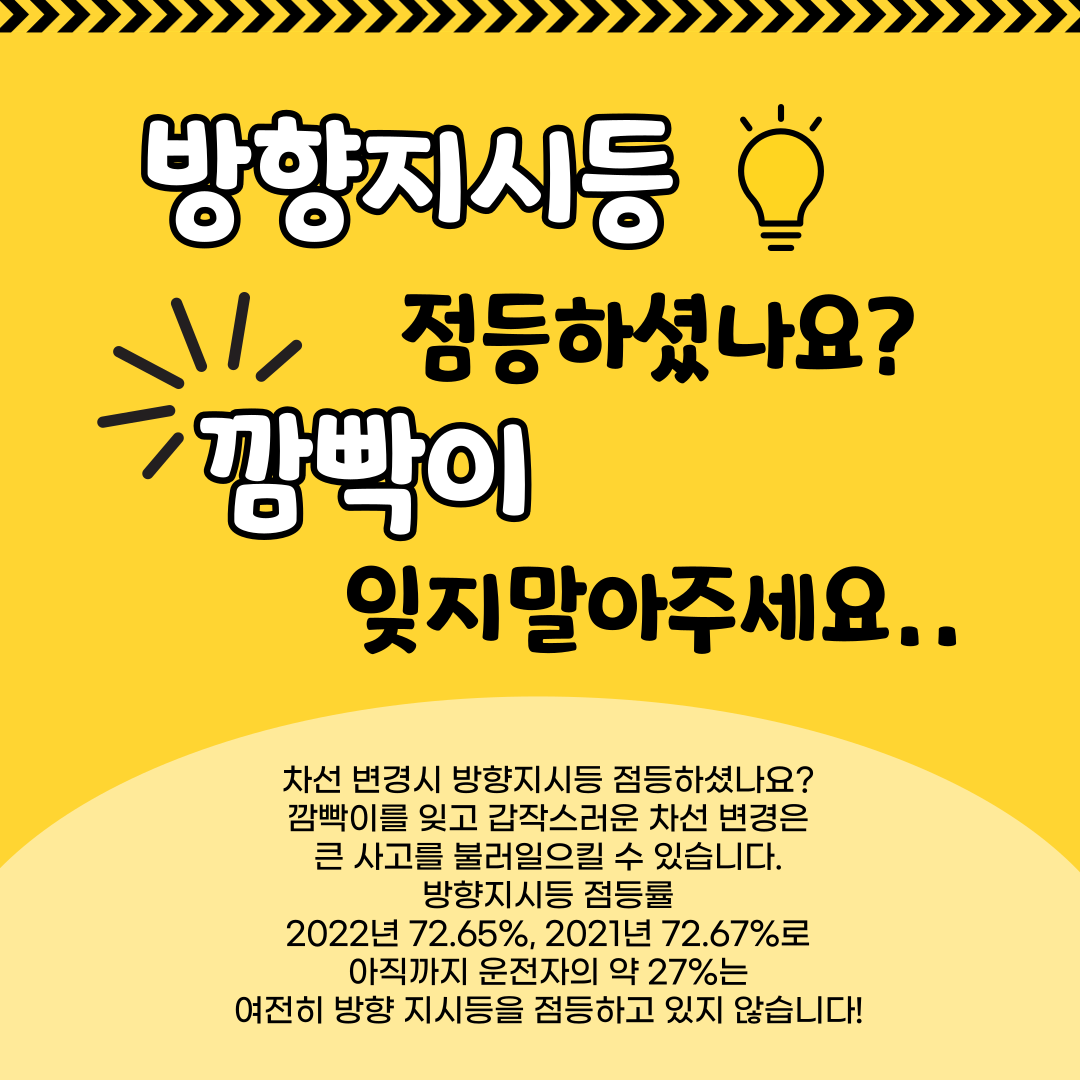 방향지시등
점등하셨나요?
깜빡이
잊지말아주세요..
차선 변경시 방향지시등 점등하셨나요?
깜빡이를 잊고 갑작스러운 차선 변경은
큰 사고를 불러일으킬 수 있습니다.
방향지시등 점등률
2022년 72.65%, 2021년 72.67%로
아직까지 운전자의 약 27%는
여전히 방향 지시등을 점등하고 있지 않습니다!